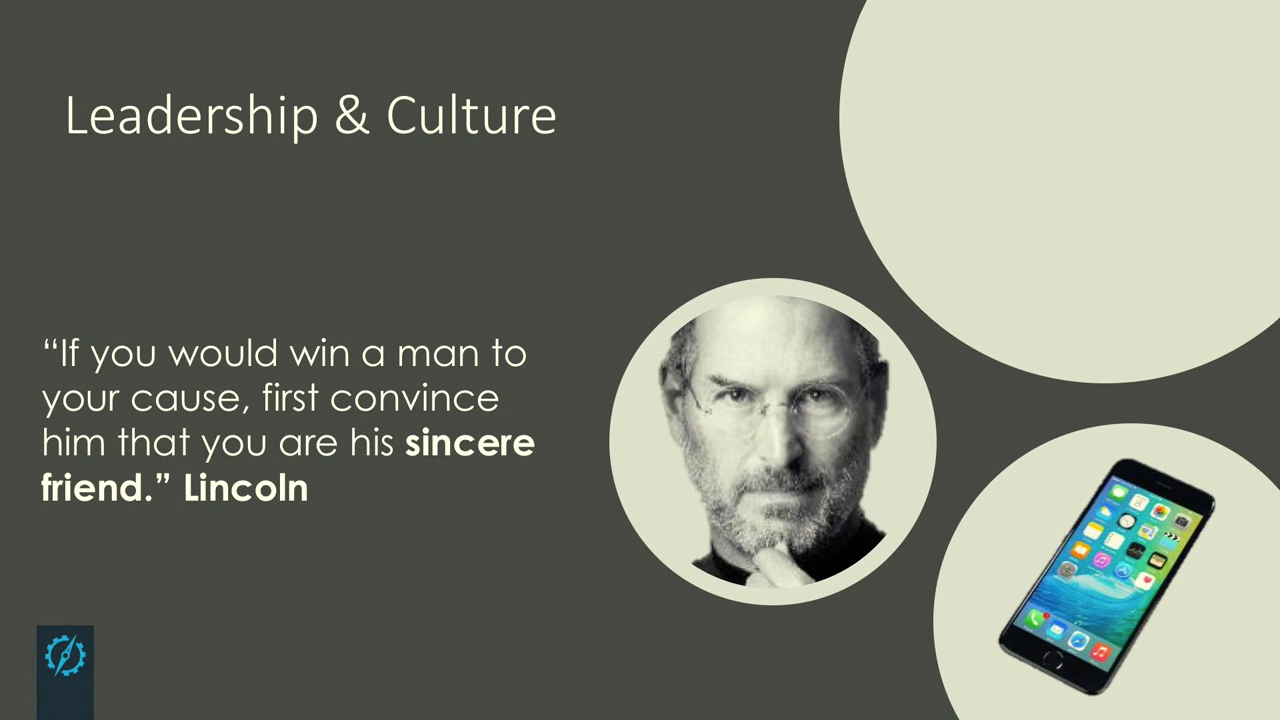 Leadership & Culture
“If you would win a man to
your cause, first convince
him that you are his sincere
friend.” Lincoln